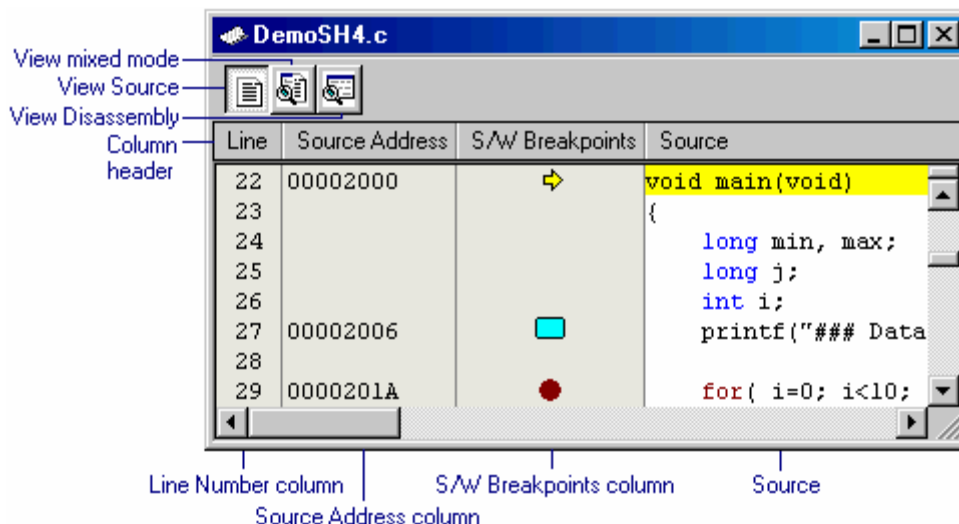 DemoSH4.c
View mixed mode
View Source
View Disassembly
Column
header
Line Source Address S/W Breakpoints Source
22 00002000 void main(void)
23 {
24 long min, max;
25 long j;
26 int i;
27 00002006 printf("### Data
28
29 0000201A for( i=0; i<10;
Line Number column S/W Breakpoints column Source
Source Address column